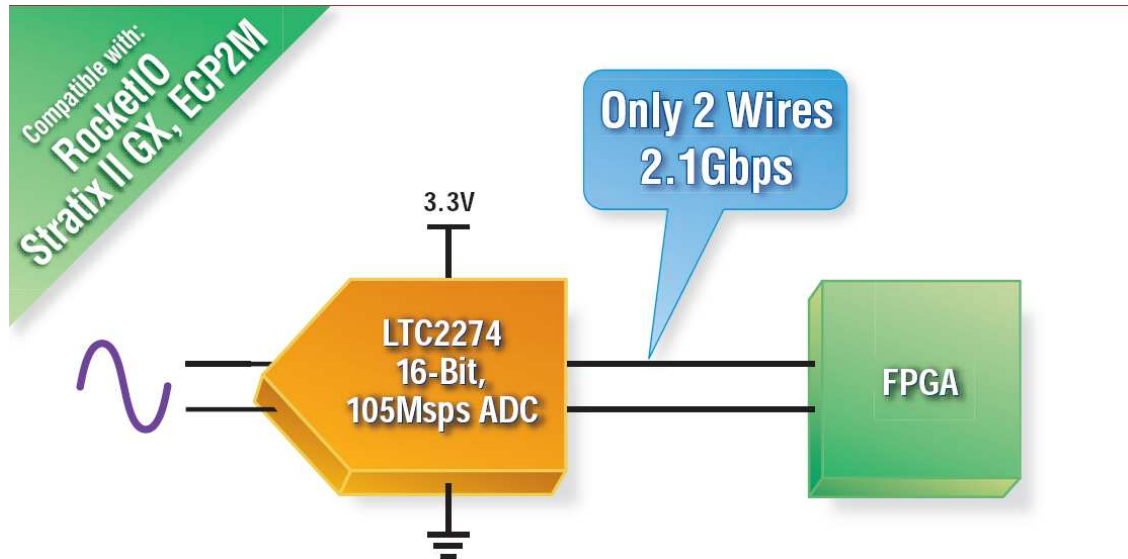 Compatible with:
RocketIO
Stratix II GX, ECP2M
Only 2 Wires
2.1Gbps
3.3V
LTC2274
16-Bit,
105Msps ADC
FPGA